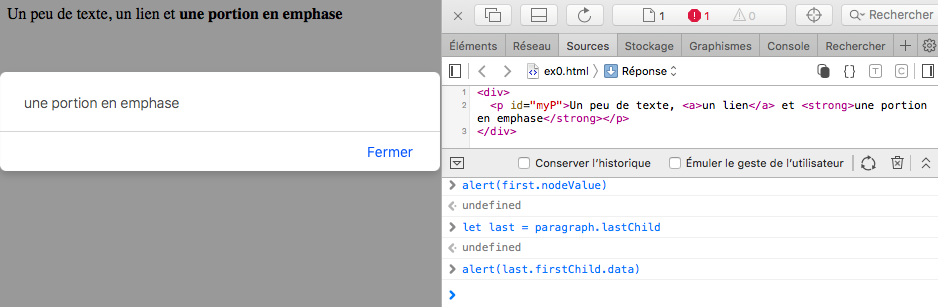 Un peu de texte, un lien et une portion en emphase
une portion en emphase
Fermer
1 1 0 Rechercher
Éléments Réseau Sources Stockage Graphismes Console Rechercher
ex0.html Réponse {} T C
1 <div>
2 <p id="myP">Un peu de texte, <a>un lien</a> et <strong>une portion
en emphase</strong></p>
3 </div>
Conserver l’historique Émuler le geste de l’utilisateur
alert(first.nodeValue)
undefined
let last = paragraph.lastChild
undefined
alert(last.firstChild.data)